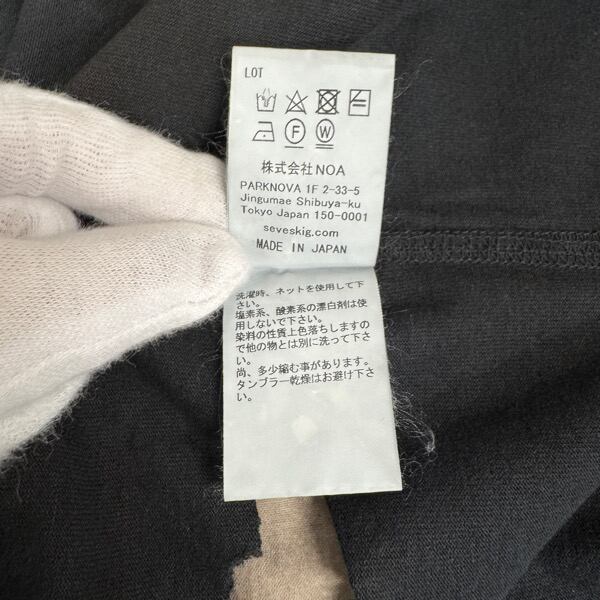 LOT
F W
株式会社NOA
PARKNOVA 1F 2-33-5
Jingumae Shibuya-ku
Tokyo Japan 150-0001
seveskig.com
MADE IN JAPAN
洗濯時、ネットを使用して下
さい。
塩素系、酸素系の漂白剤は使
用しないで下さい。
染料の性質上色落ちしますの
で他の物とは別に洗って下さ
い。
尚、多少縮む事があります。
タンブラー乾燥はお避け下さ
い。